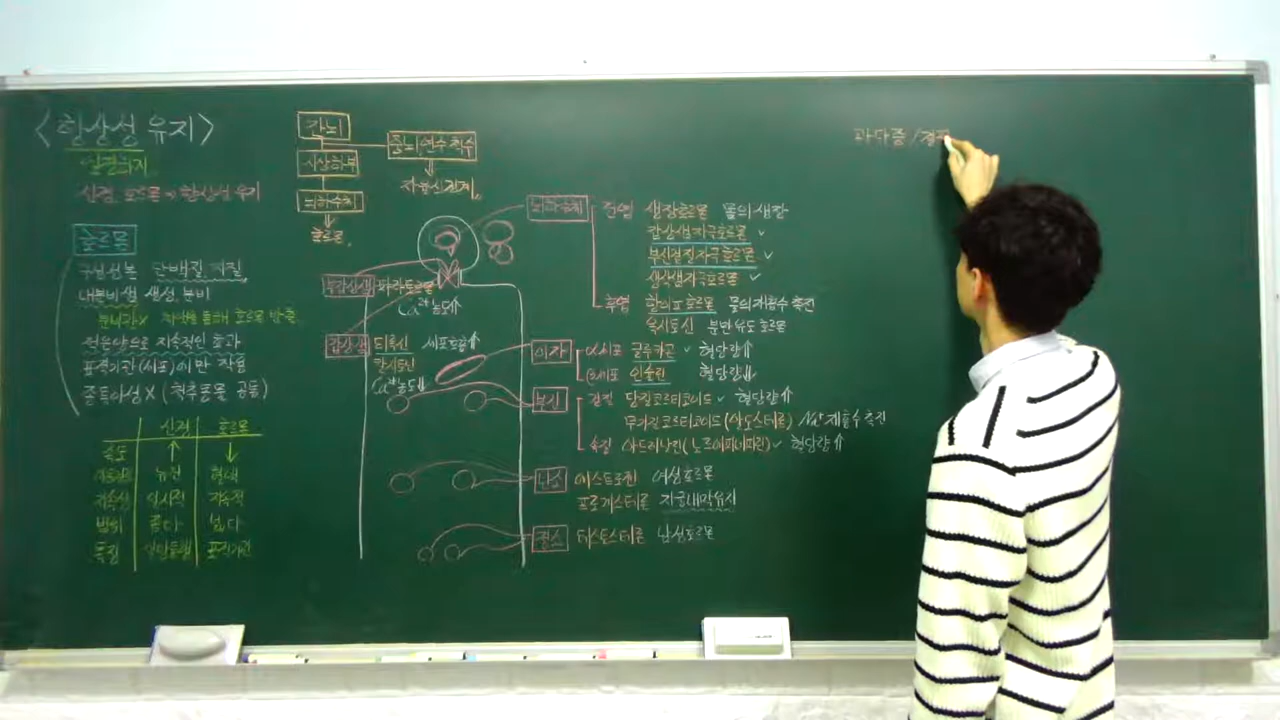 <항상성 유지>
일정하게
신경, 호르몬 → 항상성 유지
호르몬
구성성분 단백질, 지질
내분비샘 생성, 분비
분비관X 혈액을 통해 호르몬 방출
적은양으로 지속적인 효과
표적기관(세포)에만 작용
종특이성 X (척추동물 공통)
신경 호르몬
속도 ↑ ↓
뉴런 혈액
지속성 일시적 지속적
범위 좁다 넓다
특징 표적기관
간뇌
시상하부
뇌하수체
호르몬
중뇌, 연수, 척수
자율신경계
부갑상샘 파라토르몬
Ca²⁺ 농도↑
갑상샘 티록신 세포호흡↑
칼시토닌
Ca²⁺ 농도↓
뇌하수체 전엽 생장호르몬 몸의 생장
갑상샘자극호르몬 ✓
부신겉질자극호르몬 ✓
생식샘자극호르몬 ✓
후엽 항이뇨호르몬 물의 재흡수 촉진
옥시토신 분만 유도 호르몬
이자 α세포 글루카곤 ✓ 혈당량↑
β세포 인슐린 혈당량↓
부신 겉질 당질코르티코이드 ✓ 혈당량↑
무기질코르티코이드(알도스테론) Na⁺ 재흡수 촉진
속질 아드레날린(노르에피네프린) ✓ 혈당량↑
난소 에스트로젠 여성호르몬
프로게스테론 자궁내막유지
정소 테스토스테론 남성호르몬
과다증 / 결핍